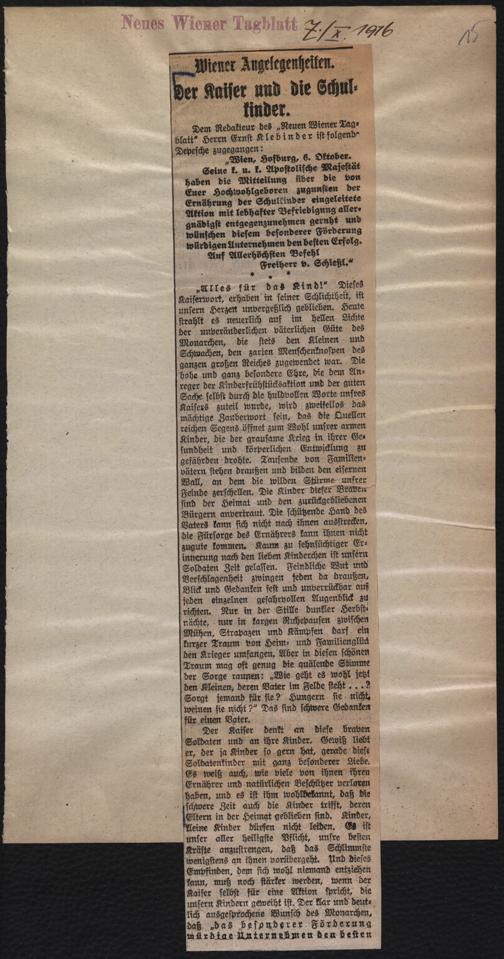 Neues Wiener Tagblatt 7./X. 1916
15
Wiener Angelegenheiten.
Der Kaiser und die Schul-
kinder.
Dem Redakteur des „Neuen Wiener Tag-
blatt" Herrn Ernst Klebinder ist folgende
Depesche zugegangen:
„Wien, Hofburg, 6. Oktober.
Seine k. u. k. Apostolische Majestät
haben die Mitteilung über die von
Euer Hochwohlgeboren zugunsten der
Ernährung der Schulkinder eingeleitete
Aktion mit lebhafter Befriedigung aller-
gnädigst entgegenzunehmen geruht und
wünschen diesem besonderer Förderung
würdigen Unternehmen den besten Erfolg.
Auf Allerhöchsten Befehl
Freiherr v. Schießl."
* * *
„Alles für das Kind!" Dieses
Kaiserwort, erhaben in seiner Schlichtheit, ist
unsern Herzen unvergeßlich geblieben. Heute
strahlt es neuerlich auf im hellen Lichte
der unveränderlichen väterlichen Güte des
Monarchen, die stets den Kleinen und
Schwachen, den zarten Menschenknospen des
ganzen großen Reiches zugewendet war. Die
hohe und ganz besondere Ehre, die dem An-
reger der Kinderfrühstücksaktion und der guten
Sache selbst durch die huldvollen Worte unsres
Kaisers zuteil wurde, wird zweifellos das
mächtige Zauberwort sein, das die Quellen
reichen Segens öffnet zum Wohl unsrer armen
Kinder, die der grausame Krieg in ihrer Ge-
sundheit und körperlichen Entwicklung zu
gefährden drohte. Tausende von Familien-
vätern stehen draußen und bilden den eisernen
Wall, an dem die wilden Stürme unsrer
Feinde zerschellen. Die Kinder dieser Braven
sind der Heimat und den zurückgebliebenen
Bürgern anvertraut. Die schützende Hand des
Vaters kann sich nicht nach ihnen ausstrecken,
die Fürsorge des Ernährers kann ihnen nicht
zugute kommen. Kaum zu sehnsüchtiger Er-
innerung nach den lieben Kinderchen ist unsern
Soldaten Zeit gelassen. Feindliche Wut und
Verschlagenheit zwingen jeden da draußen,
Blick und Gedanken fest und unverrückbar auf
jeden einzelnen gefahrvollen Augenblick zu
richten. Nur in der Stille dunkler Herbst-
nächte, nur in kargen Ruhepausen zwischen
Mühen, Strapazen und Kämpfen darf ein
kurzer Traum von Heim- und Familienglück
den Krieger umfangen. Aber in diesen schönen
Traum mag oft genug die quälende Stimme
der Sorge raunen: „Wie geht es wohl jetzt
den Kleinen, deren Vater im Felde steht ...?
Sorgt jemand für sie? Hungern sie nicht,
weinen sie nicht?" Das sind schwere Gedanken
für einen Vater.
Der Kaiser denkt an diese braven
Soldaten und an ihre Kinder. Gewiß liebt
er, der ja Kinder so gern hat, gerade diese
Soldatenkinder mit ganz besonderer Liebe.
Es weiß auch, wie viele von ihnen ihren
Ernährer und natürlichen Beschützer verloren
haben, und es ist ihm wohlbekannt, daß die
schwere Zeit auch die Kinder trifft, deren
Eltern in der Heimat geblieben sind. Kinder,
kleine Kinder dürfen nicht leiden. Es ist
unser aller heiligste Pflicht, unsre besten
Kräfte anzustrengen, daß das Schlimmste
wenigstens an ihnen vorübergeht. Und dieses
Empfinden, dem sich wohl niemand entziehen
kann, muß noch stärker werden, wenn der
Kaiser selbst für eine Aktion spricht, die
unsern Kindern geweiht ist. Der klar und deut-
lich ausgesprochene Wunsch des Monarchen,
daß „das besonderer Förderung
würdige Unternehmen den besten